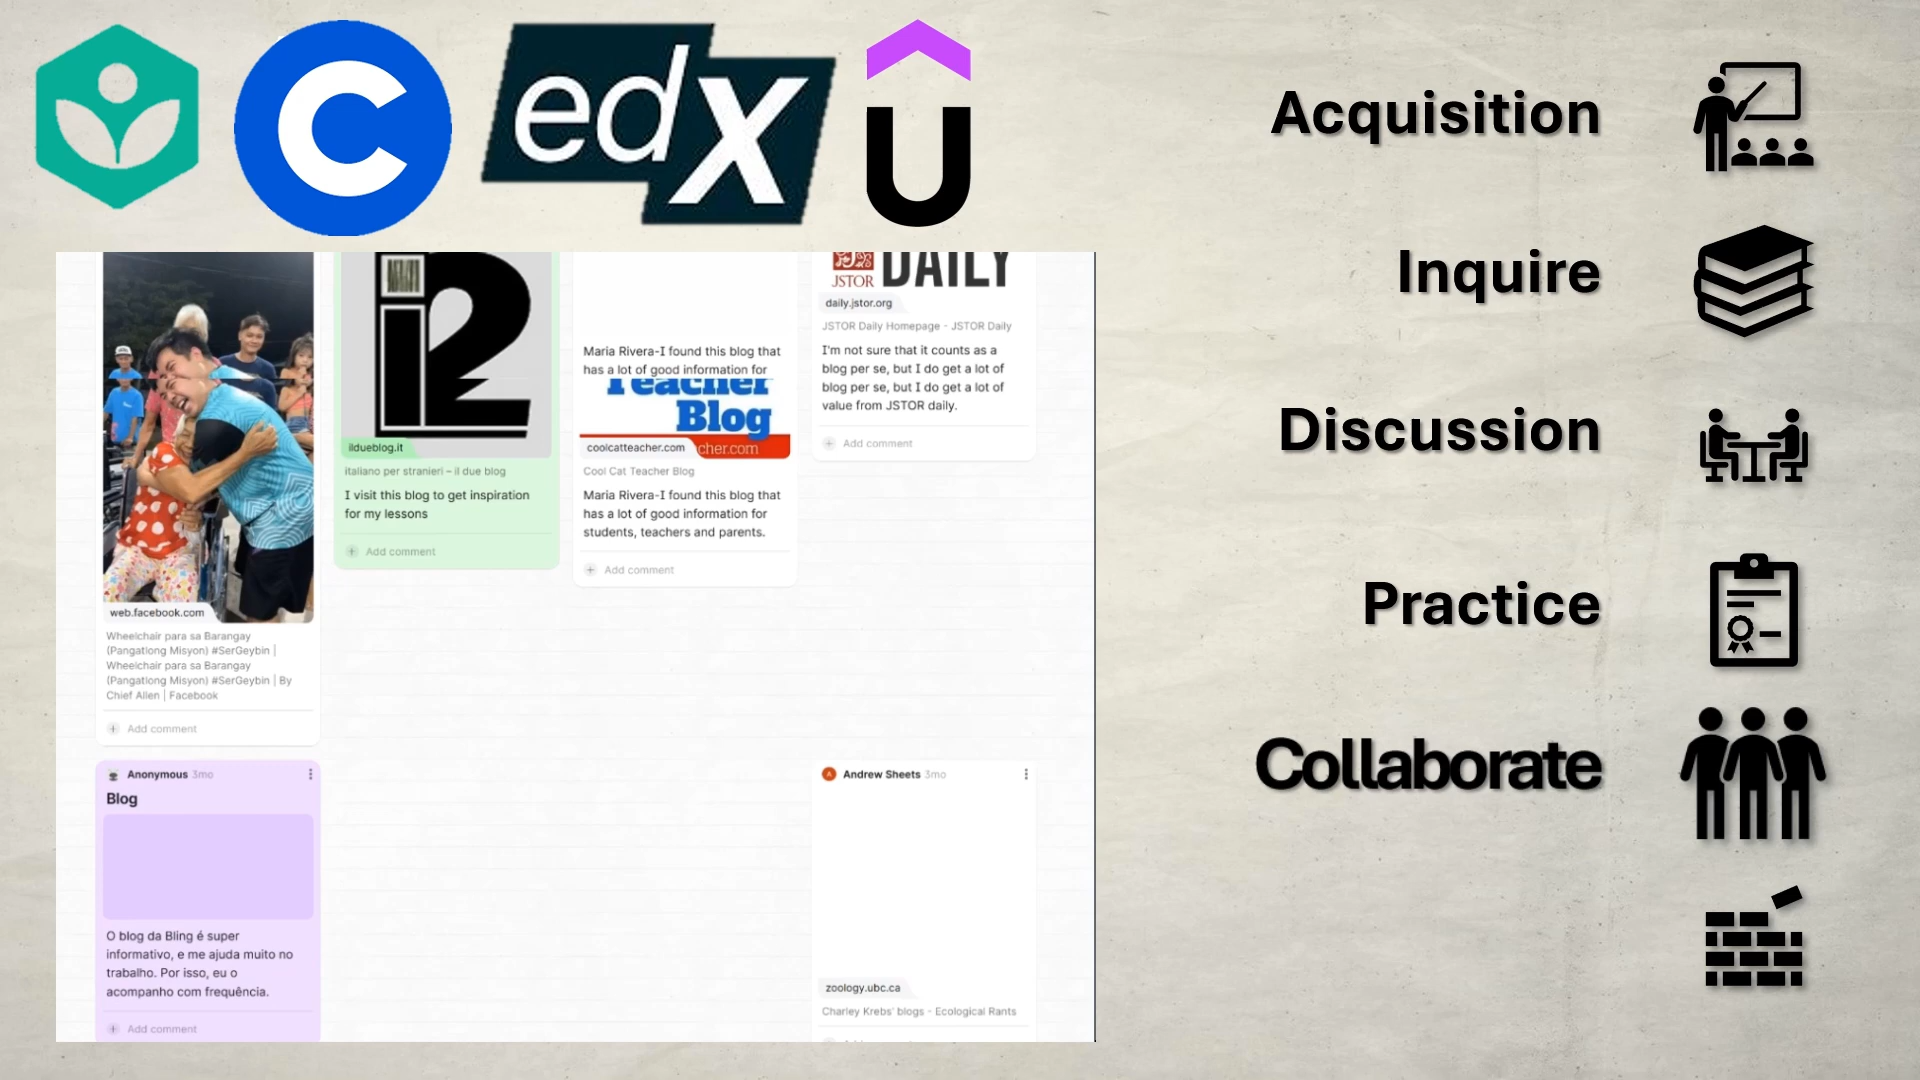 edX
Acquisition
Inquire
Discussion
Practice
Collaborate
web.facebook.com
Wheelchair para sa Barangay
(Pangatlong Misyon) #SerGeybin |
Wheelchair para sa Barangay
(Pangatlong Misyon) #SerGeybin | By
Chief Allen | Facebook
Add comment
Anonymous 3mo
Blog
O blog da Bling é super
informativo, e me ajuda muito no
trabalho. Por isso, eu o
acompanho com frequência.
Add comment
i2
ildueblog.it
italiano per stranieri – il due blog
I visit this blog to get inspiration
for my lessons
Add comment
Maria Rivera-I found this blog that
has a lot of good information for
Teacher
Blog
cher.com
coolcatteacher.com
Cool Cat Teacher Blog
Maria Rivera-I found this blog that
has a lot of good information for
students, teachers and parents.
Add comment
JSTOR DAILY
daily.jstor.org
JSTOR Daily Homepage - JSTOR Daily
I'm not sure that it counts as a
blog per se, but I do get a lot of
blog per se, but I do get a lot of
value from JSTOR daily.
Add comment
A Andrew Sheets 3mo
zoology.ubc.ca
Charley Krebs' blogs - Ecological Rants